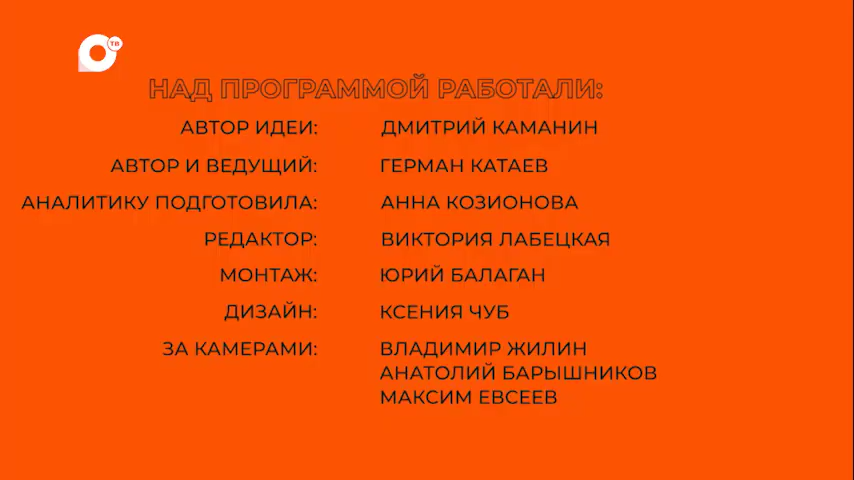 ТВ
НАД ПРОГРАММОЙ РАБОТАЛИ:
АВТОР ИДЕИ: ДМИТРИЙ КАМАНИН
АВТОР И ВЕДУЩИЙ: ГЕРМАН КАТАЕВ
АНАЛИТИКУ ПОДГОТОВИЛА: АННА КОЗИОНОВА
РЕДАКТОР: ВИКТОРИЯ ЛАБЕЦКАЯ
МОНТАЖ: ЮРИЙ БАЛАГАН
ДИЗАЙН: КСЕНИЯ ЧУБ
ЗА КАМЕРАМИ: ВЛАДИМИР ЖИЛИН
АНАТОЛИЙ БАРЫШНИКОВ
МАКСИМ ЕВСЕЕВ